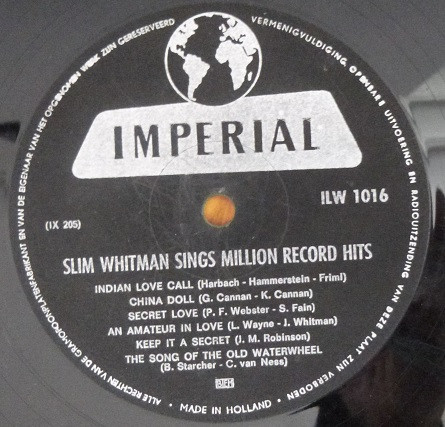 ALLE RECHTEN VAN DE GRAMOFOONPLATENFABRIKANT EN VAN DE EIGENAAR VAN HET OPGENOMEN WERK ZIJN GERESERVEERD
VERMENIGVULDIGING, OPENBARE UITVOERING EN RADIOUITZENDING VAN DEZE PLAAT ZIJN VERBODEN
IMPERIAL
ILW 1016
(IX 205)
SLIM WHITMAN SINGS MILLION RECORD HITS
INDIAN LOVE CALL (Harbach - Hammerstein - Friml)
CHINA DOLL (G. Cannan - K. Cannan)
SECRET LOVE (P. F. Webster - S. Fain)
AN AMATEUR IN LOVE (L. Wayne - J. Whitman)
KEEP IT A SECRET (J. M. Robinson)
THE SONG OF THE OLD WATERWHEEL
(B. Starcher - C. van Ness)
• MADE IN HOLLAND •